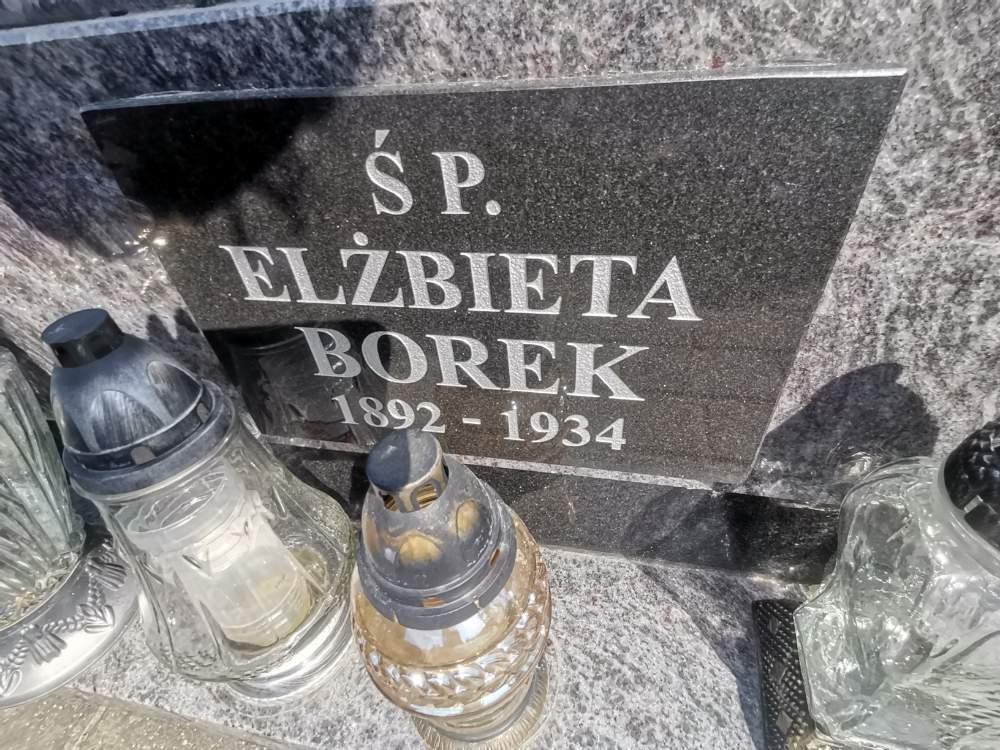 Ś P.
ELŻBIETA
BOREK
1892 - 1934